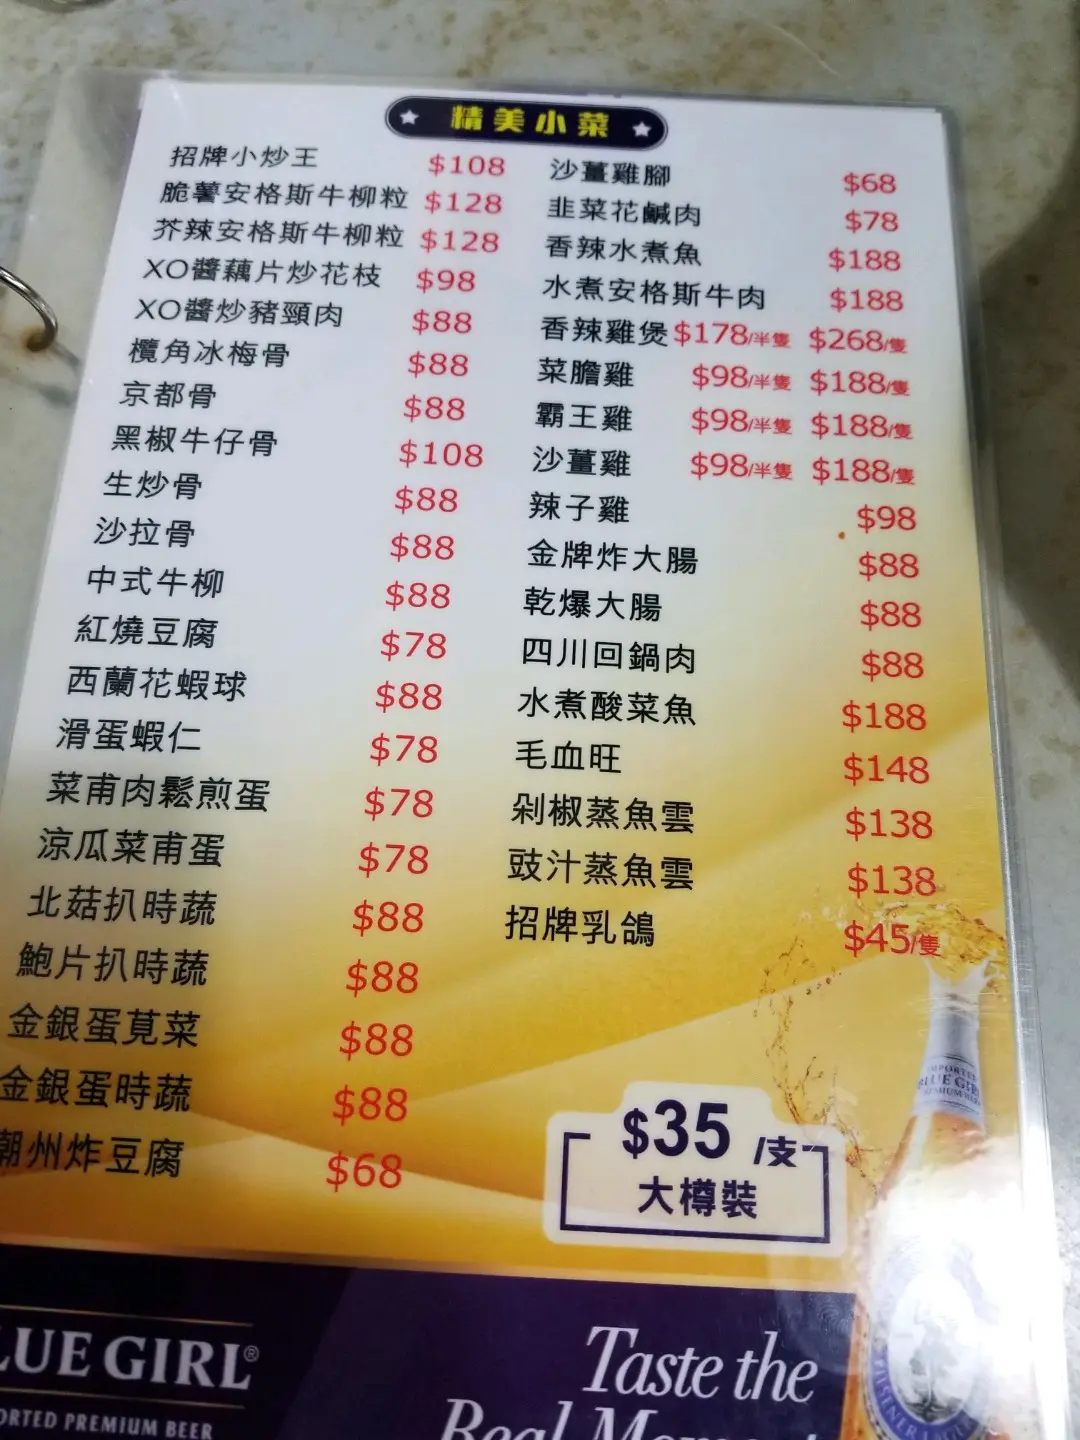 精美小菜
招牌小炒王 $108
脆薯安格斯牛柳粒 $128
芥辣安格斯牛柳粒 $128
XO醬藕片炒花枝 $98
XO醬炒豬頸肉 $88
欖角冰梅骨 $88
京都骨 $88
黑椒牛仔骨 $108
生炒骨 $88
沙拉骨 $88
中式牛柳 $88
紅燒豆腐 $78
西蘭花蝦球 $88
滑蛋蝦仁 $78
菜甫肉鬆煎蛋 $78
涼瓜菜甫蛋 $78
北菇扒時蔬 $88
鮑片扒時蔬 $88
金銀蛋莧菜 $88
金銀蛋時蔬 $88
潮州炸豆腐 $68
沙薑雞腳 $68
韭菜花鹹肉 $78
香辣水煮魚 $188
水煮安格斯牛肉 $188
香辣雞煲 $178/半隻 $268/隻
菜膽雞 $98/半隻 $188/隻
霸王雞 $98/半隻 $188/隻
沙薑雞 $98/半隻 $188/隻
辣子雞 $98
金牌炸大腸 $88
乾爆大腸 $88
四川回鍋肉 $88
水煮酸菜魚 $188
毛血旺 $148
剁椒蒸魚雲 $138
豉汁蒸魚雲 $138
招牌乳鴿 $45/隻
$35/支
大樽裝
IMPORTED
BLUE GIRL
PREMIUM BEER
LUE GIRL®
ORTED PREMIUM BEER
Taste the
Real Moment
PILSENER LAGER